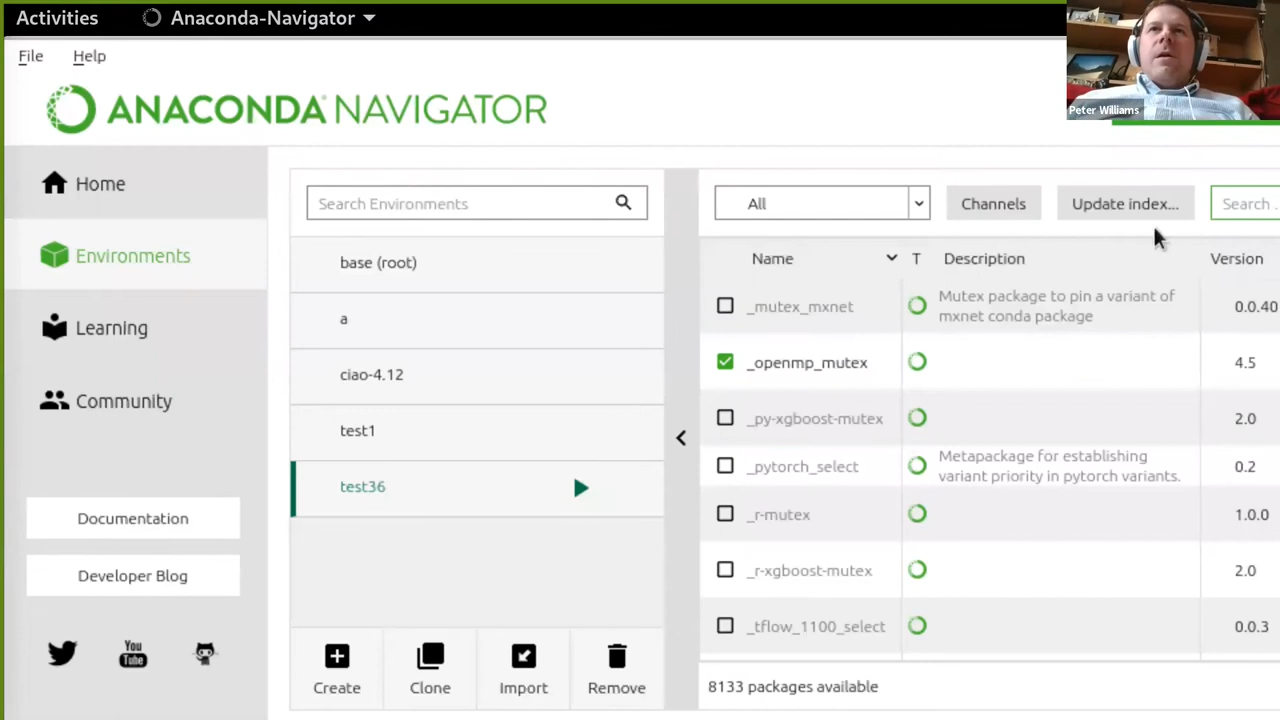 Activities
Anaconda-Navigator
File
Help
Peter Williams
ANACONDA NAVIGATOR
Home
Environments
Learning
Community
Documentation
Developer Blog
You
Tube
Search Environments
base (root)
a
ciao-4.12
test1
test36
Create
Clone
Import
Remove
All
Channels
Update index...
Search .
Name
T
Description
Version
_mutex_mxnet
Mutex package to pin a variant of
mxnet conda package
0.0.40
_openmp_mutex
4.5
_py-xgboost-mutex
2.0
_pytorch_select
Metapackage for establishing
variant priority in pytorch variants.
0.2
_r-mutex
1.0.0
_r-xgboost-mutex
2.0
_tflow_1100_select
0.0.3
8133 packages available